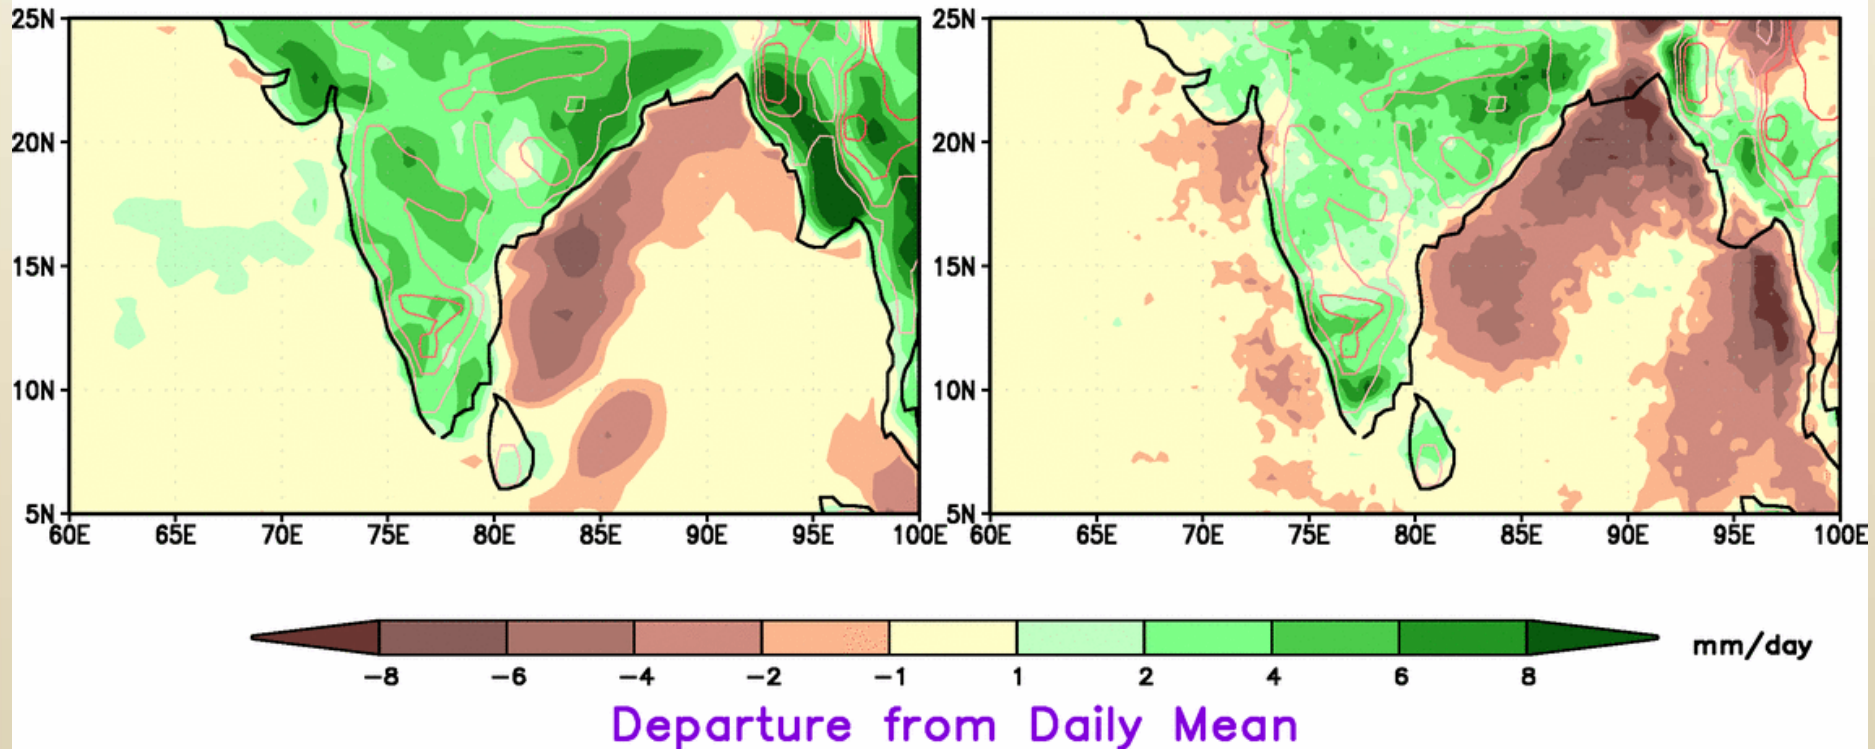 25N
20N
15N
10N
5N
60E 65E 70E 75E 80E 85E 90E 95E 100E
25N
20N
15N
10N
5N
60E 65E 70E 75E 80E 85E 90E 95E 100E
−8 −6 −4 −2 −1 1 2 4 6 8
mm/day
Departure from Daily Mean